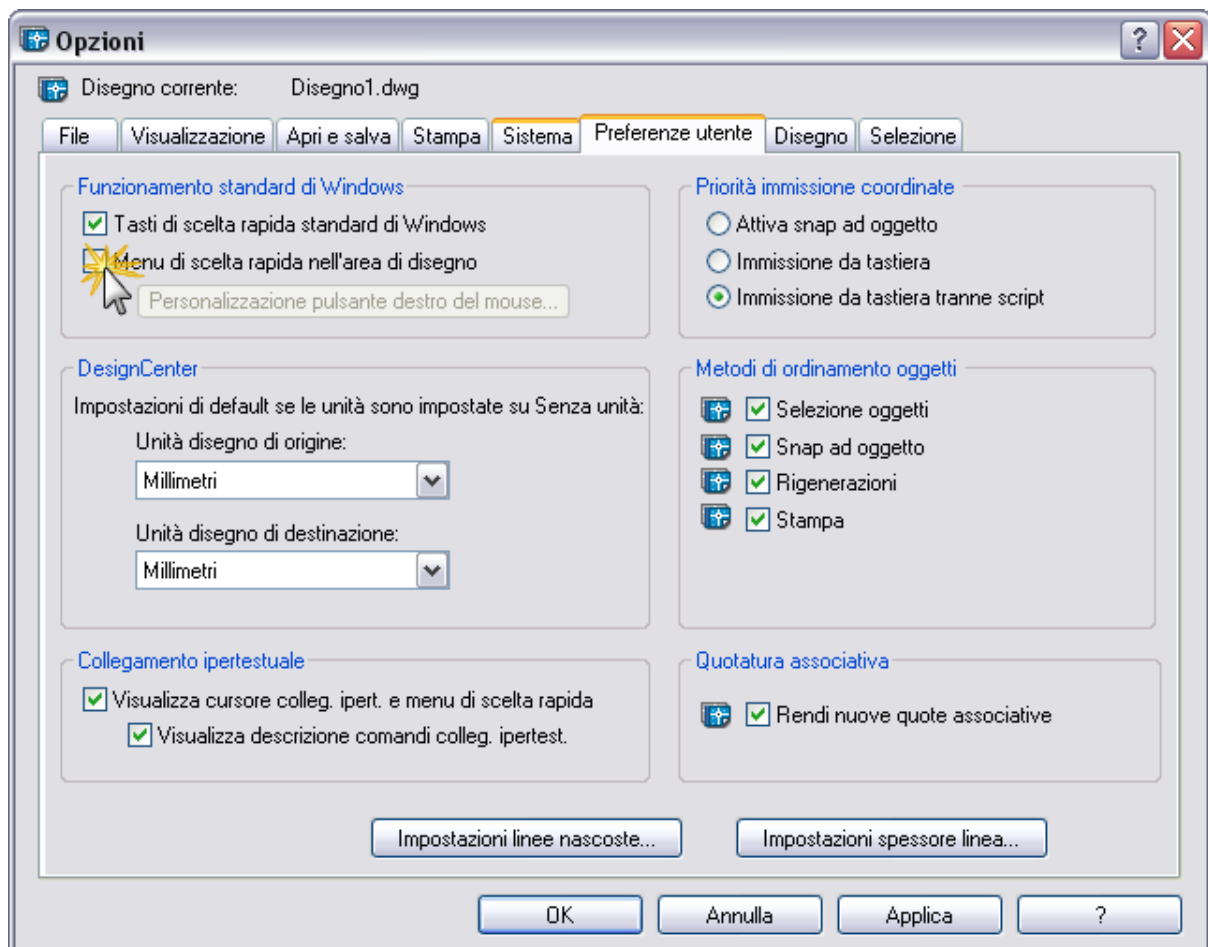 Opzioni
Disegno corrente: Disegno1.dwg
File Visualizzazione Apri e salva Stampa Sistema Preferenze utente Disegno Selezione
Funzionamento standard di Windows
Tasti di scelta rapida standard di Windows
Menu di scelta rapida nell'area di disegno
Personalizzazione pulsante destro del mouse...
Priorità immissione coordinate
Attiva snap ad oggetto
Immissione da tastiera
Immissione da tastiera tranne script
DesignCenter
Impostazioni di default se le unità sono impostate su Senza unità:
Unità disegno di origine:
Millimetri
Unità disegno di destinazione:
Millimetri
Metodi di ordinamento oggetti
Selezione oggetti
Snap ad oggetto
Rigenerazioni
Stampa
Collegamento ipertestuale
Visualizza cursore colleg. ipert. e menu di scelta rapida
Visualizza descrizione comandi colleg. ipertest.
Quotatura associativa
Rendi nuove quote associative
Impostazioni linee nascoste... Impostazioni spessore linea...
OK Annulla Applica ?